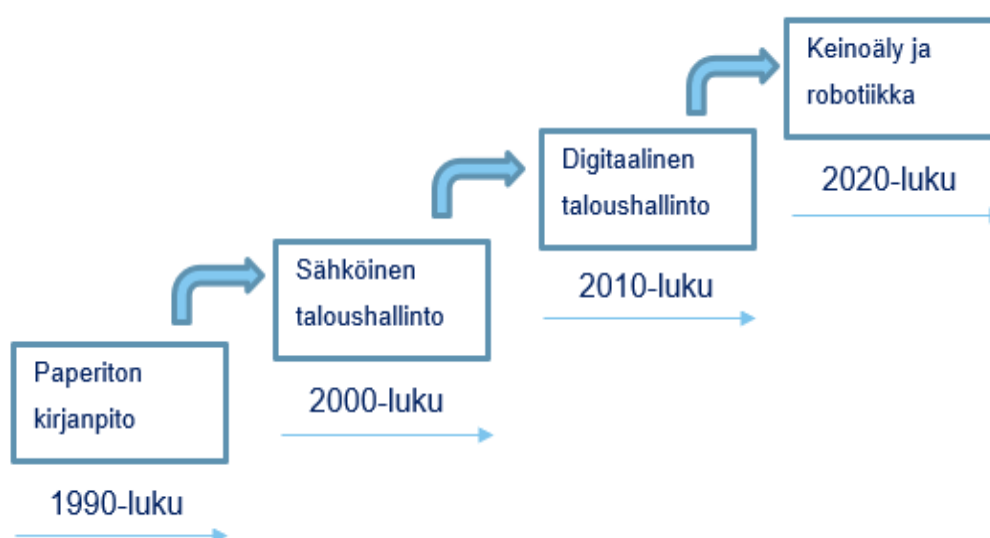 Paperiton
kirjanpito
1990-luku
Sähköinen
taloushallinto
2000-luku
Digitaalinen
taloushallinto
2010-luku
Keinoäly ja
robotiikka
2020-luku